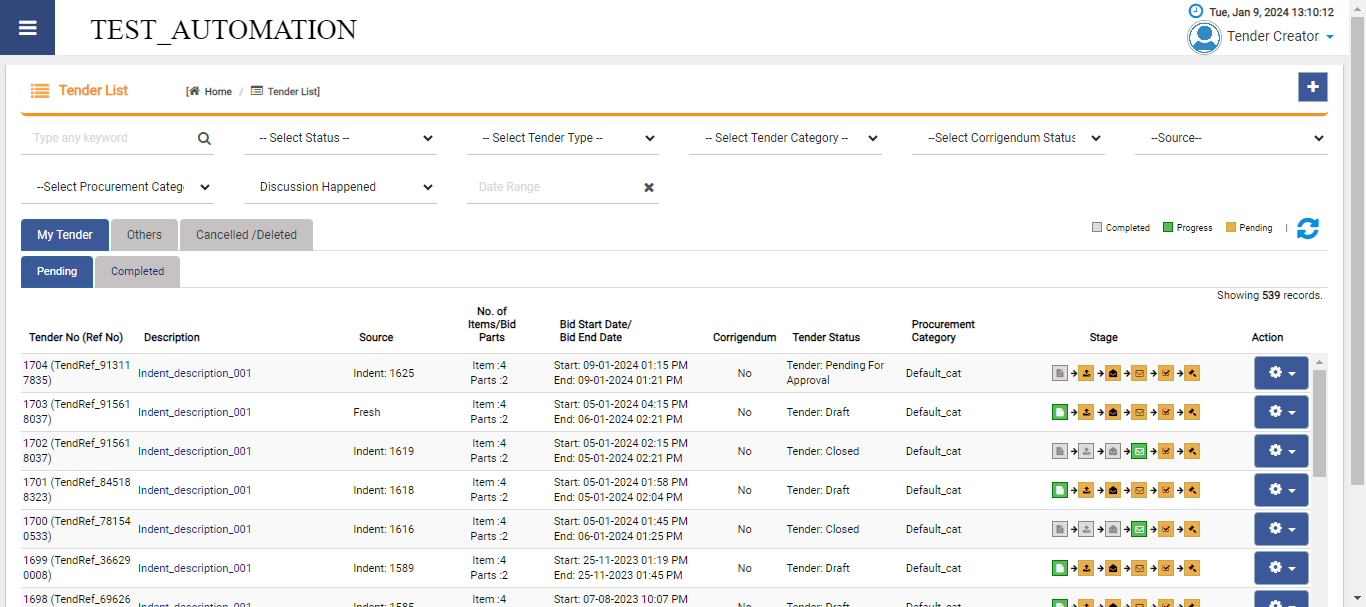 TEST_AUTOMATION
Tue, Jan 9, 2024 13:10:12
Tender Creator
Tender List
[ Home / Tender List]
Type any keyword
-- Select Status --
-- Select Tender Type --
-- Select Tender Category --
--Select Corrigendum Status
--Source--
--Select Procurement Categ
Discussion Happened
Date Range
My Tender
Others
Cancelled /Deleted
Completed
Progress
Pending
|
Pending
Completed
Showing 539 records.
Tender No (Ref No)
Description
Source
No. of
Items/Bid
Parts
Bid Start Date/
Bid End Date
Corrigendum
Tender Status
Procurement
Category
Stage
Action
1704 (TendRef_91311
7835)
Indent_description_001
Indent: 1625
Item :4
Parts :2
Start: 09-01-2024 01:15 PM
End: 09-01-2024 01:21 PM
No
Tender: Pending For
Approval
Default_cat
1703 (TendRef_91561
8037)
Indent_description_001
Fresh
Item :4
Parts :2
Start: 05-01-2024 04:15 PM
End: 06-01-2024 02:21 PM
No
Tender: Draft
Default_cat
1702 (TendRef_91561
8037)
Indent_description_001
Indent: 1619
Item :4
Parts :2
Start: 05-01-2024 02:15 PM
End: 05-01-2024 02:21 PM
No
Tender: Closed
Default_cat
1701 (TendRef_84518
8323)
Indent_description_001
Indent: 1618
Item :4
Parts :2
Start: 05-01-2024 01:58 PM
End: 05-01-2024 02:04 PM
No
Tender: Draft
Default_cat
1700 (TendRef_78154
0533)
Indent_description_001
Indent: 1616
Item :4
Parts :2
Start: 05-01-2024 01:45 PM
End: 06-01-2024 01:25 PM
No
Tender: Closed
Default_cat
1699 (TendRef_36629
0008)
Indent_description_001
Indent: 1589
Item :4
Parts :2
Start: 25-11-2023 01:19 PM
End: 25-11-2023 01:45 PM
No
Tender: Draft
Default_cat
1698 (TendRef_69626
Indent_description_001
Indent: 1585
Item :4
Start: 07-08-2023 10:07 PM
No
Tender: Draft
Default_cat